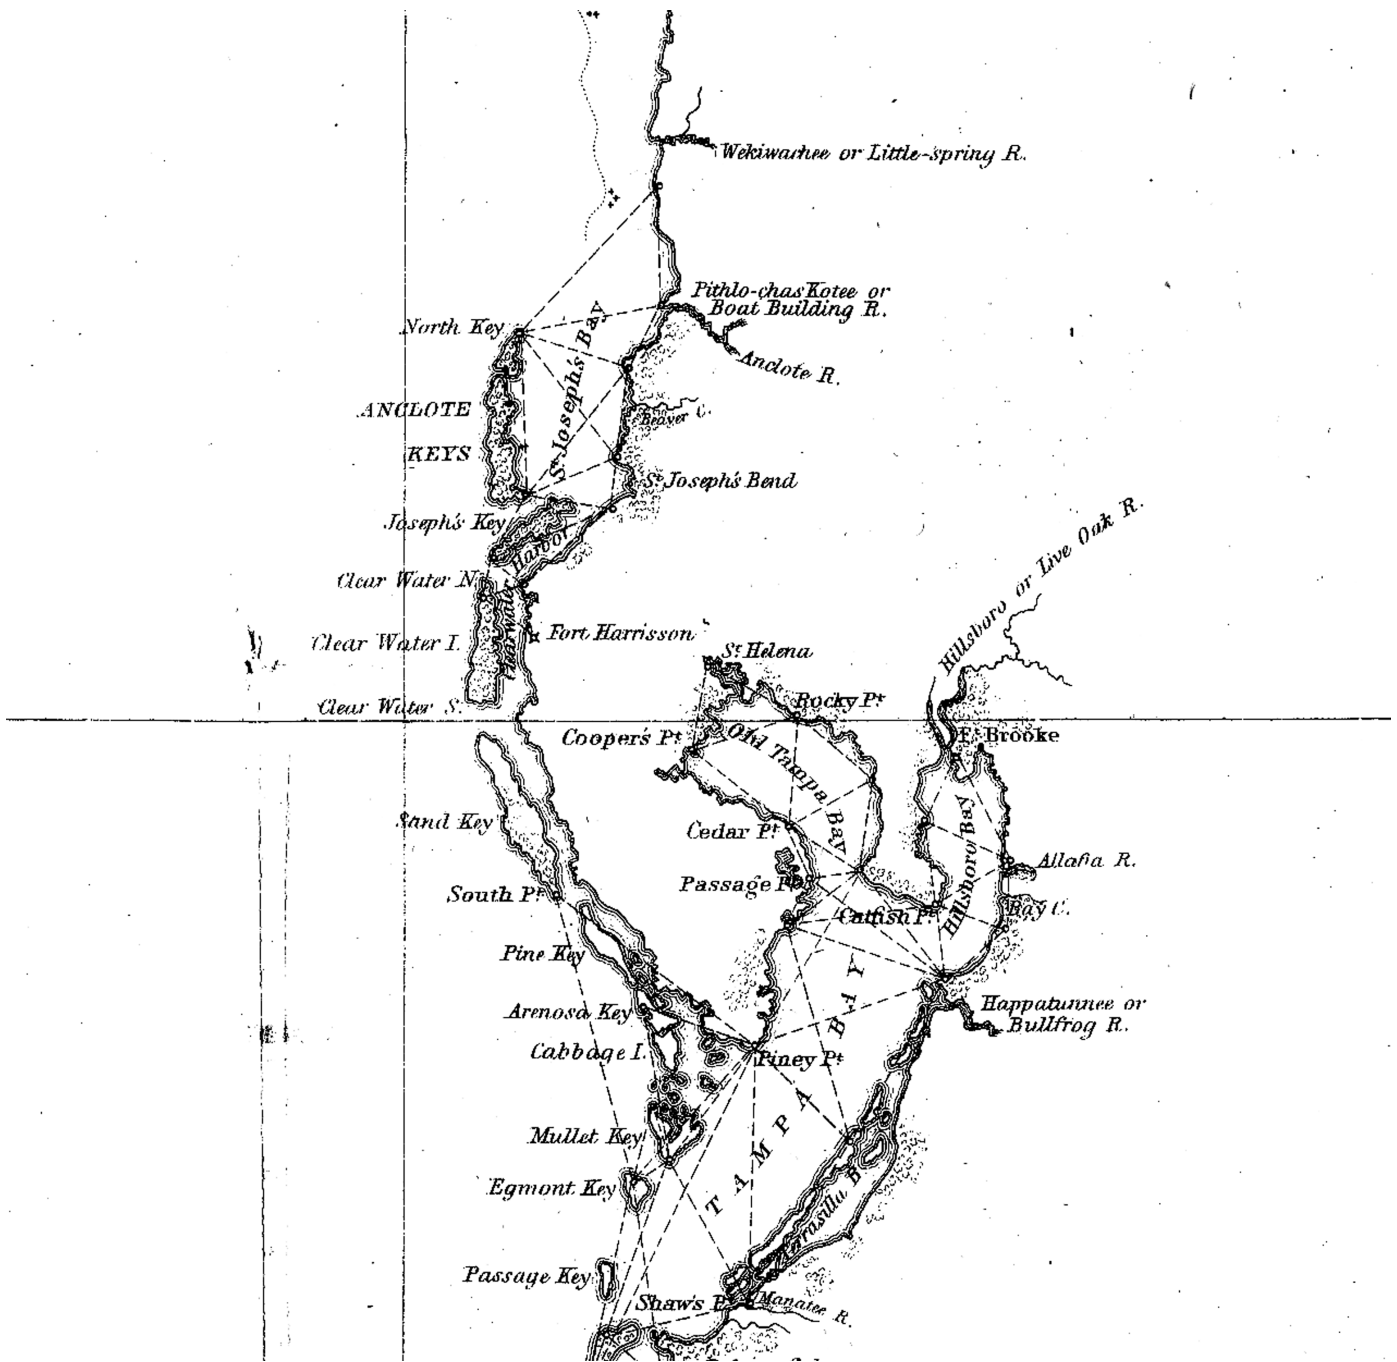 Wekiwachee or Little-spring R.
Pithlo-chasKotee or
Boat Building R.
North Key
St. Joseph's Bay
Anclote R.
ANCLOTE
KEYS
Beaver C.
St. Joseph's Bend
Joseph's Key
Harbor
Clear Water N.
Clearwater
Clear Water I.
Fort Harrisson
Hillsboro or Live Oak R.
St. Helena
Clear Water S.
Rocky Pt.
Cooper's Pt.
Old Tampa Bay
Ft. Brooke
Sand Key
Cedar Pt.
Hillsboro Bay
Allafia R.
South Pt.
Passage Pt.
Catfish Pt.
Bay C.
Pine Key
Arenosa Key
Happatunnee or
Bullfrog R.
Cabbage I.
Piney Pt.
TAMPA BAY
Mullet Key
Egmont Key
Passage Key
Shaw's Pt.
Manatee R.